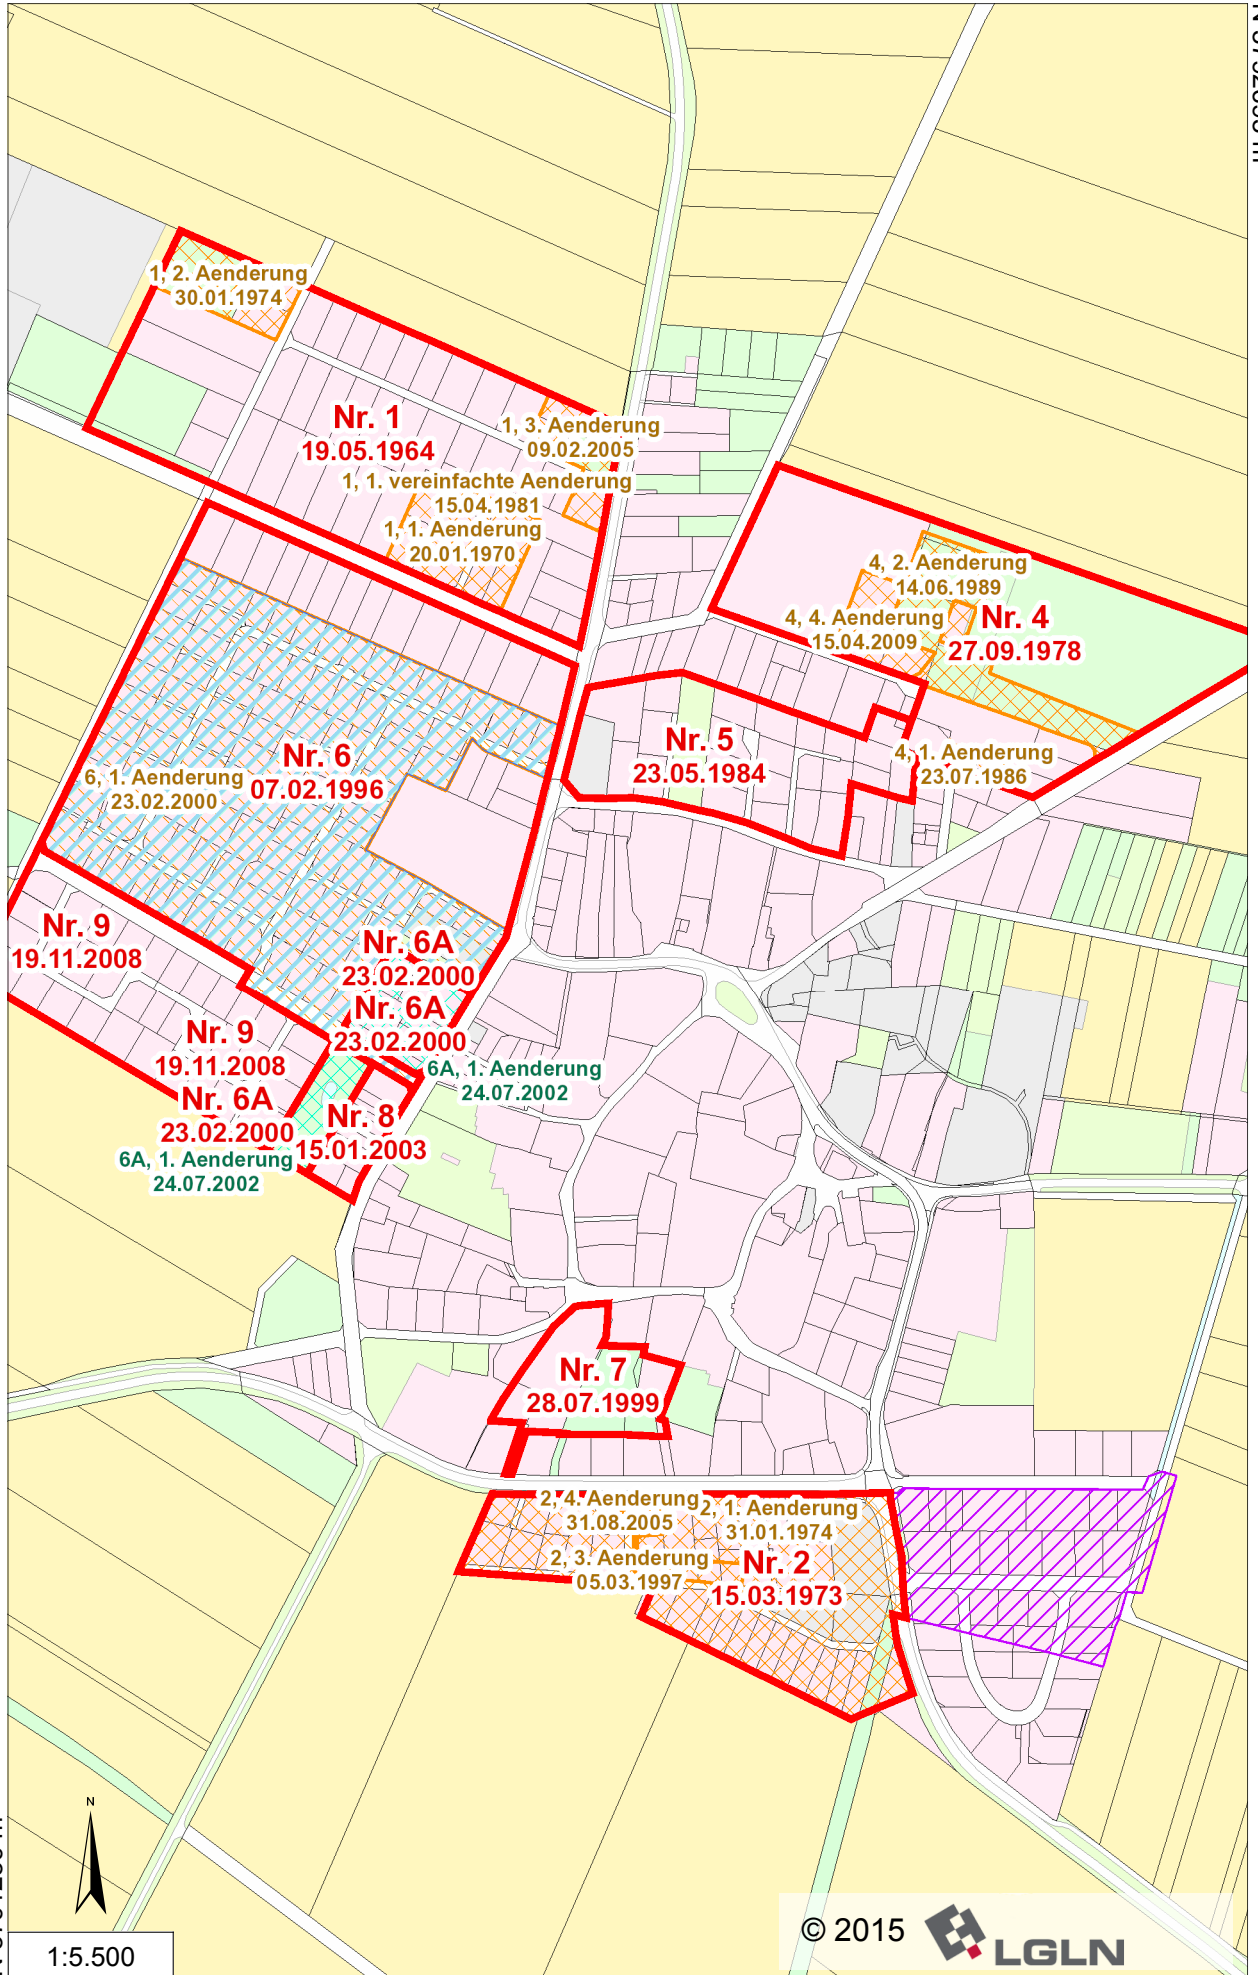 1, 2. Aenderung
30.01.1974
Nr. 1
19.05.1964
1, 3. Aenderung
09.02.2005
1, 1. vereinfachte Aenderung
15.04.1981
1, 1. Aenderung
20.01.1970
4, 2. Aenderung
14.06.1989
4, 4. Aenderung
15.04.2009
Nr. 4
27.09.1978
Nr. 5
23.05.1984
4, 1. Aenderung
23.07.1986
Nr. 6
07.02.1996
6, 1. Aenderung
23.02.2000
Nr. 9
19.11.2008
Nr. 6A
23.02.2000
Nr. 6A
23.02.2000
Nr. 9
19.11.2008
6A, 1. Aenderung
24.07.2002
Nr. 6A
23.02.2000
Nr. 8
15.01.2003
6A, 1. Aenderung
24.07.2002
Nr. 7
28.07.1999
2, 4. Aenderung
31.08.2005
2, 1. Aenderung
31.01.1974
2, 3. Aenderung
05.03.1997
Nr. 2
15.03.1973
N
1:5.500
© 2015
LGLN